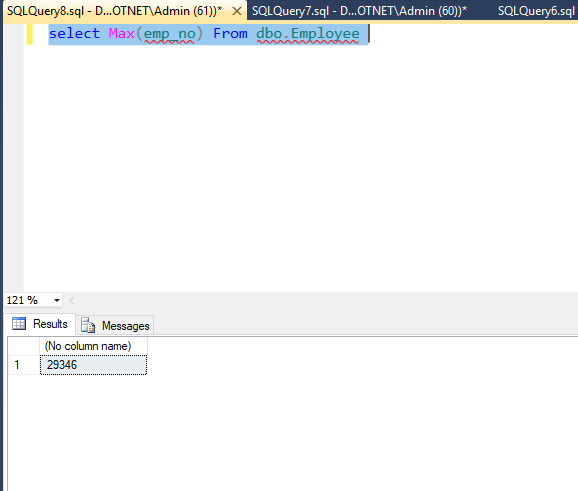 SQLQuery8.sql - D...OTNET\Admin (61))* SQLQuery7.sql - D...OTNET\Admin (60))* SQLQuery6.sql
select Max(emp_no) From dbo.Employee
121 %
Results Messages
(No column name)
1 29346